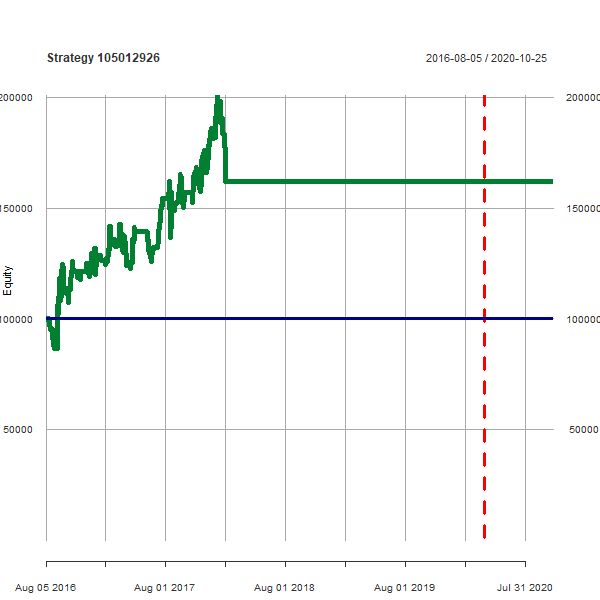 Strategy 105012926 2016-08-05 / 2020-10-25
200000 200000
150000 150000
Equity
100000 100000
50000 50000
Aug 05 2016 Aug 01 2017 Aug 01 2018 Aug 01 2019 Jul 31 2020